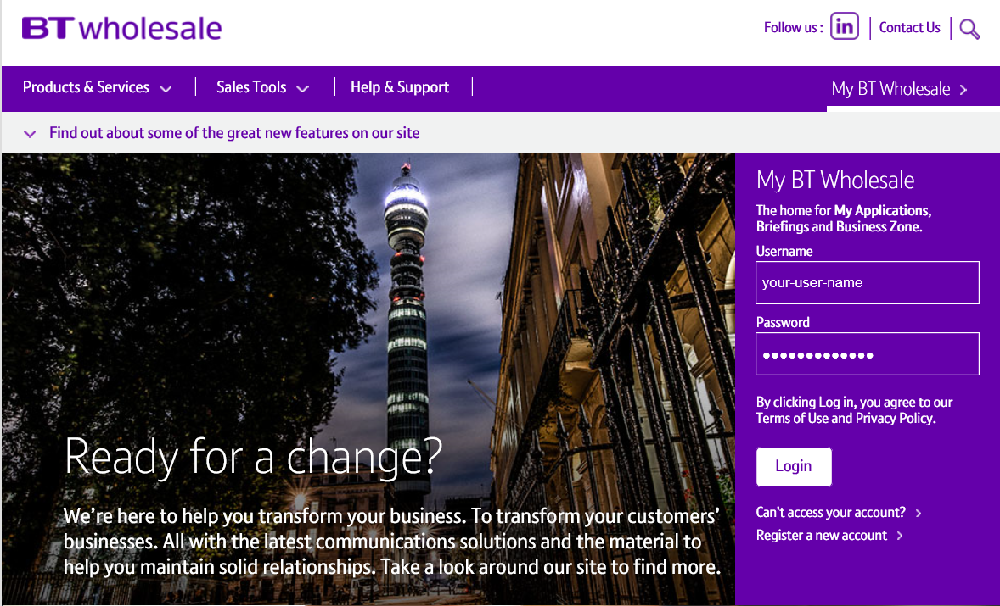 BT wholesale
Follow us :
in
Contact Us
Products & Services
Sales Tools
Help & Support
My BT Wholesale
Find out about some of the great new features on our site
My BT Wholesale
The home for My Applications,
Briefings and Business Zone.
Username
your-user-name
Password
•••••••••••••
By clicking Log in, you agree to our
Terms of Use and Privacy Policy.
Login
Can't access your account?
Register a new account
Ready for a change?
We’re here to help you transform your business. To transform your customers’
businesses. All with the latest communications solutions and the material to
help you maintain solid relationships. Take a look around our site to find more.